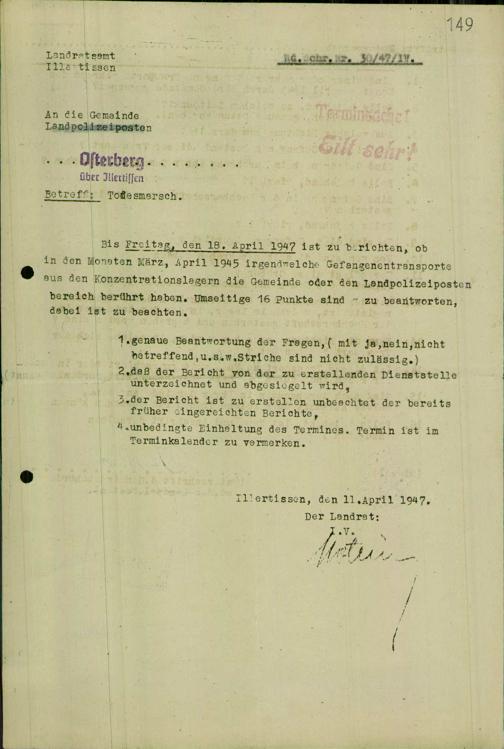 149
Landratsamt
Illertissen
Rd.Schr.Nr. 30/47/IV.
An die Gemeinde
Landpolizeiposten
Terminsache!
Eilt sehr!
. . . Osterberg. . . . . . . .
über Illertissen
Betreff: Todesmarsch.
Bis Freitag, den 18. April 1947 ist zu berichten, ob
in den Monaten März, April 1945 irgendwelche Gefangenentransporte
aus den Konzentrationslagern die Gemeinde oder den Landpolizeiposten
bereich berührt haben. Umseitige 16 Punkte sind - zu beantworten,
dabei ist zu beachten.
1.genaue Beantwortung der Fragen,( mit ja,nein,nicht
betreffend,u.s.w.Striche sind nicht zulässig.)
2.daß der Bericht von der zu erstellenden Dienststelle
unterzeichnet und abgesiegelt wird,
3.der Bericht ist zu erstellen unbeachtet der bereits
früher eingereichten Berichte,
4.unbedingte Einhaltung des Termines. Termin ist im
Terminkalender zu vermerken.
Illertissen, den 11.April 1947.
Der Landrat:
I.V.